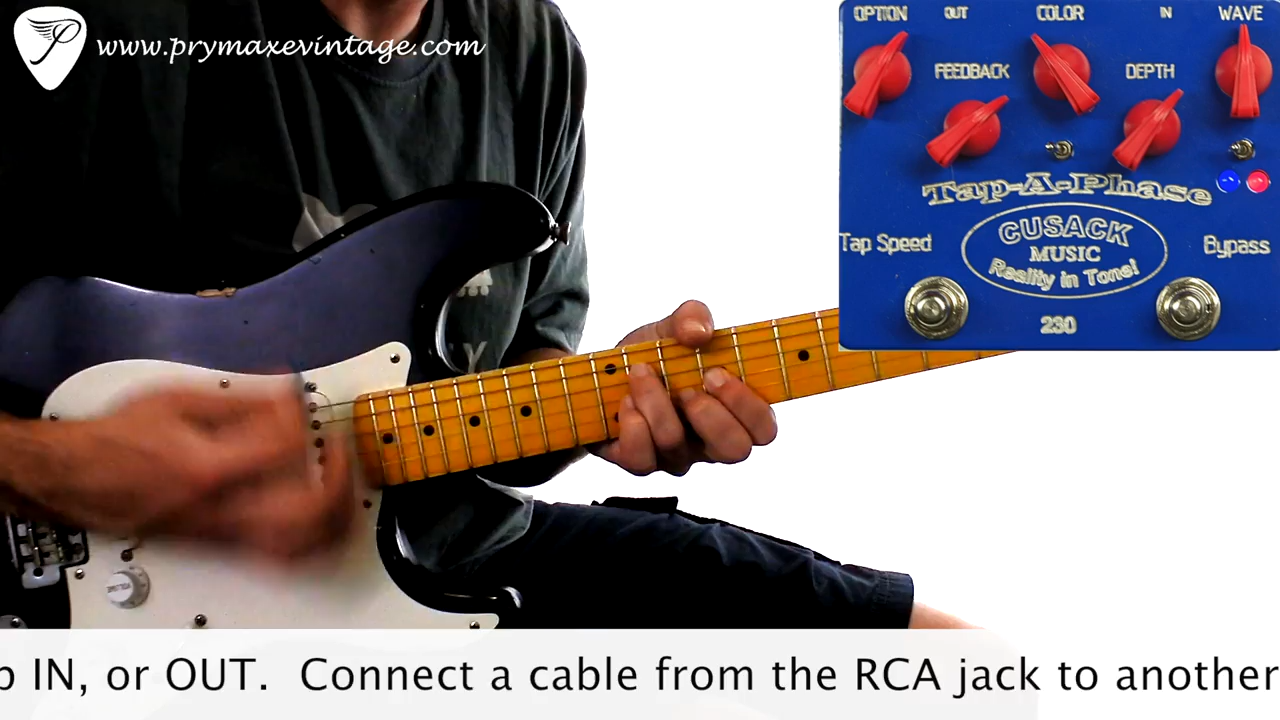 www.prymaxevintage.com
OPTION OUT COLOR IN WAVE
FEEDBACK DEPTH
Tap-A-Phase
Tap Speed CUSACK Bypass
MUSIC
Reality in Tone!
230
IN, or OUT. Connect a cable from the RCA jack to another